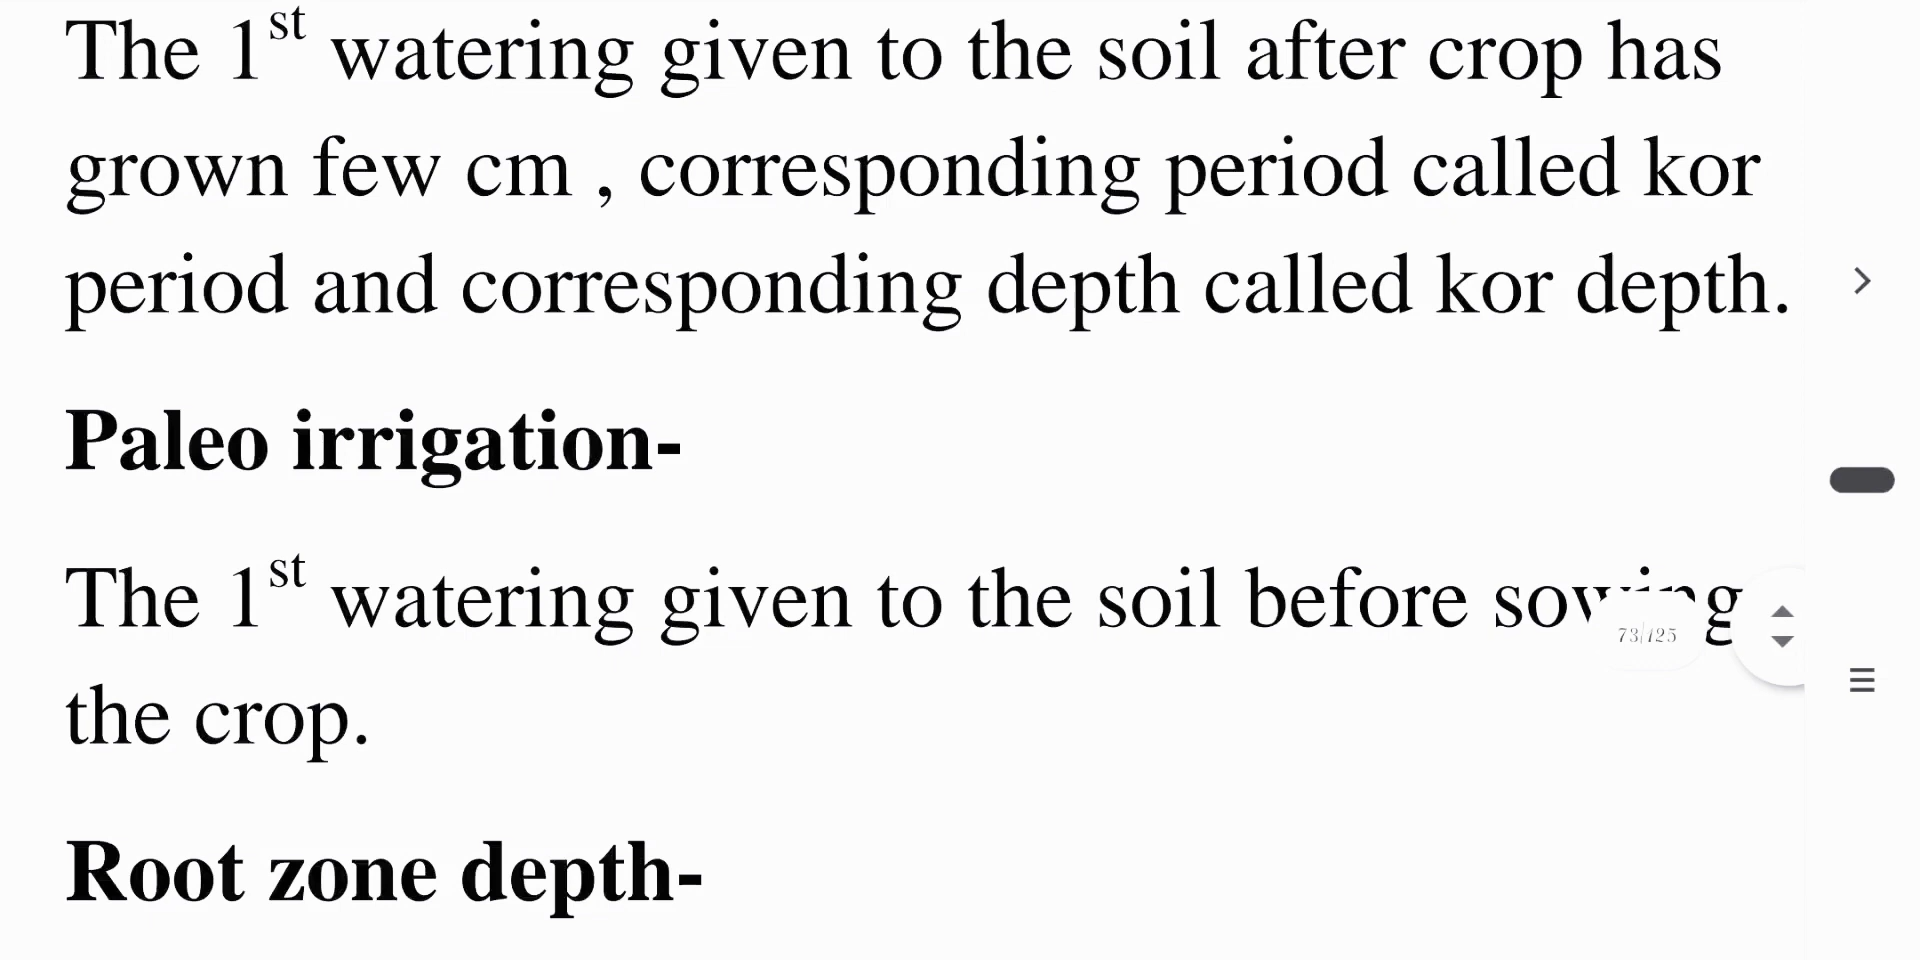 The 1st watering given to the soil after crop has
grown few cm , corresponding period called kor
period and corresponding depth called kor depth.
Paleo irrigation-
The 1st watering given to the soil before sowing
73/125
the crop.
Root zone depth-